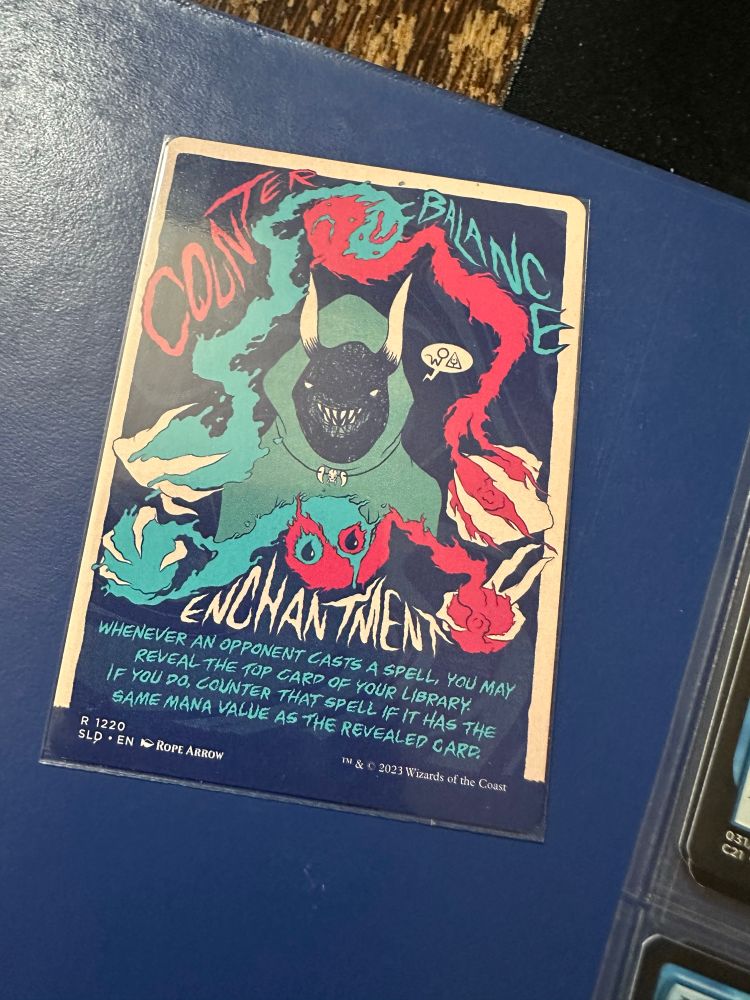 COUNTER
BALANCE
ENCHANTMENT
WHENEVER AN OPPONENT CASTS A SPELL, YOU MAY
REVEAL THE TOP CARD OF YOUR LIBRARY.
IF YOU DO, COUNTER THAT SPELL IF IT HAS THE
SAME MANA VALUE AS THE REVEALED CARD.
R 1220
SLD • EN ROPE ARROW
™ & © 2023 Wizards of the Coast
031
C21